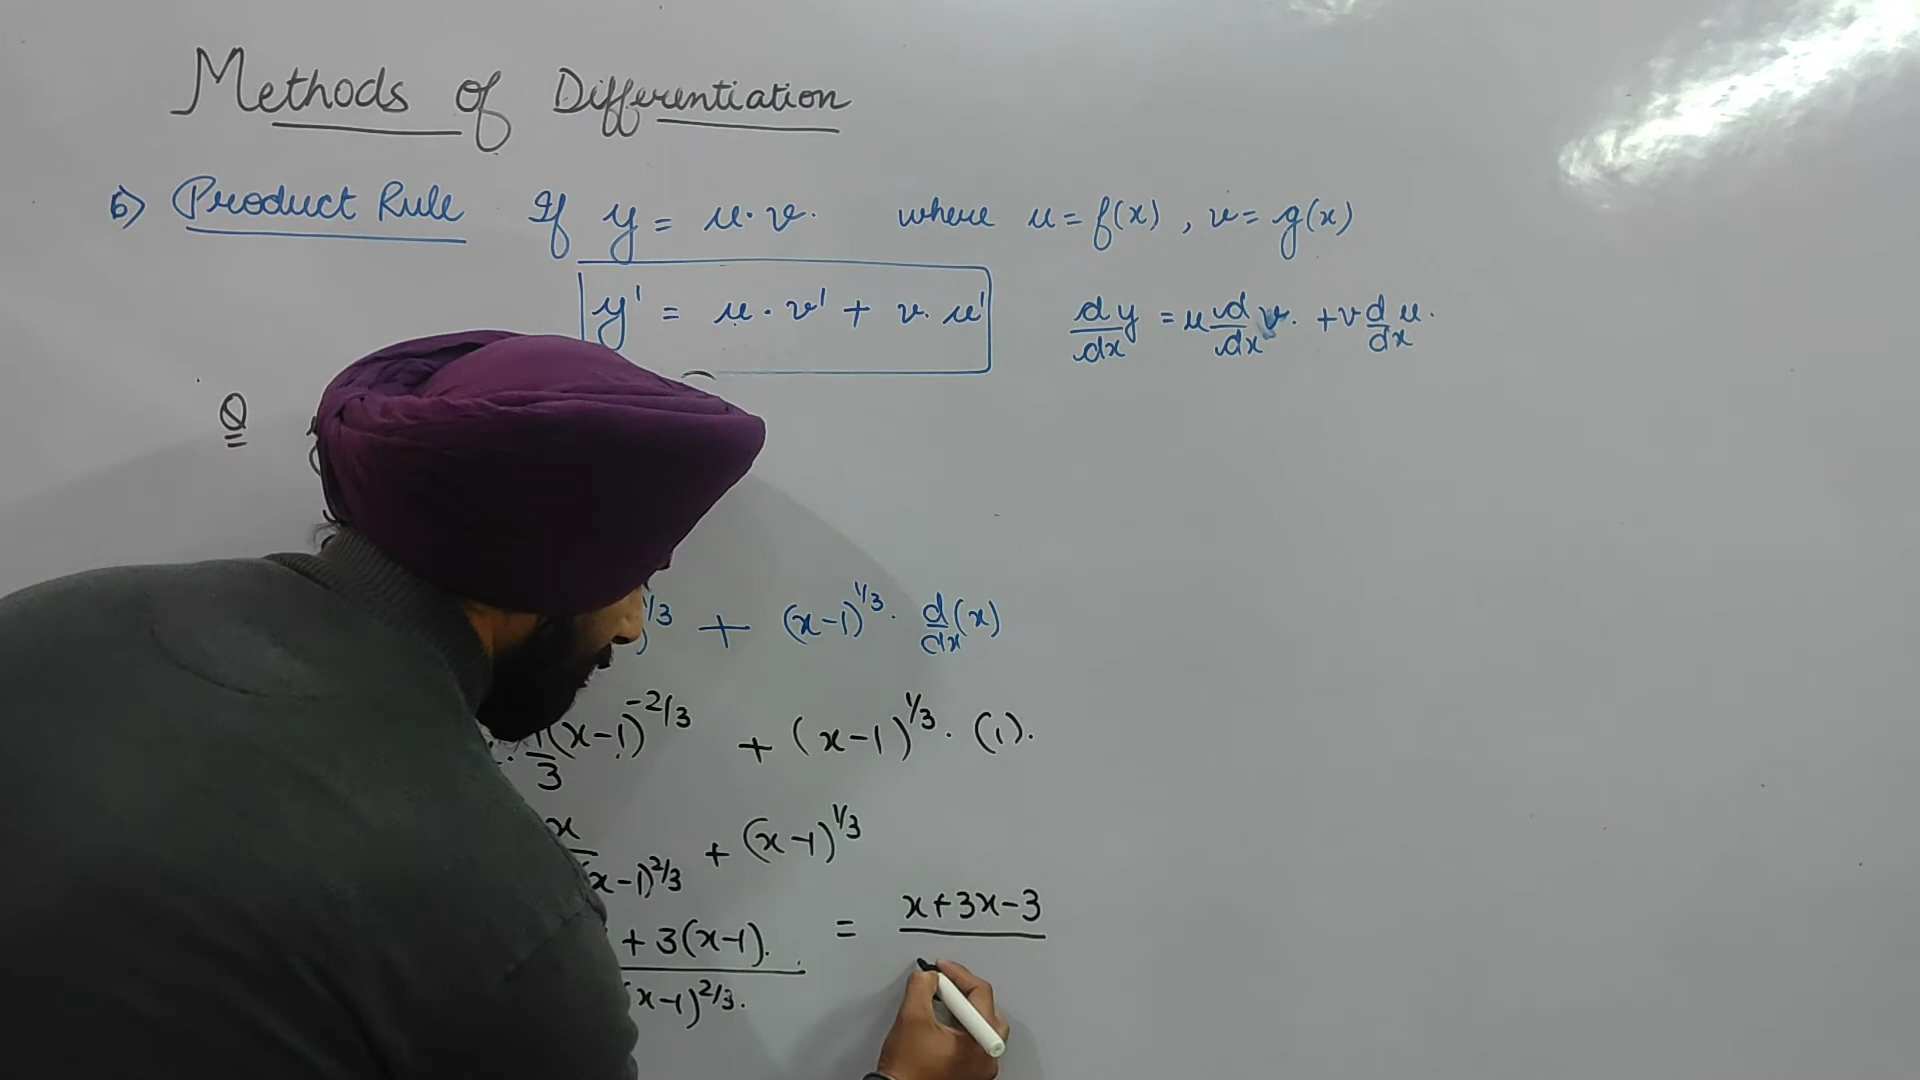 Methods of Differentiation
6) Product Rule If y = u·v. where u = f(x), v = g(x)
y' = u·v' + v·u' d/dx y = u d/dx v. + v d/dx u.
Q
)^1/3 + (x-1)^1/3 · d/dx (x)
· 1/3 (x-1)^-2/3 + (x-1)^1/3 · (1).
x/(x-1)^2/3 + (x-1)^1/3
+ 3(x-1). / (x-1)^2/3. = x+3x-3